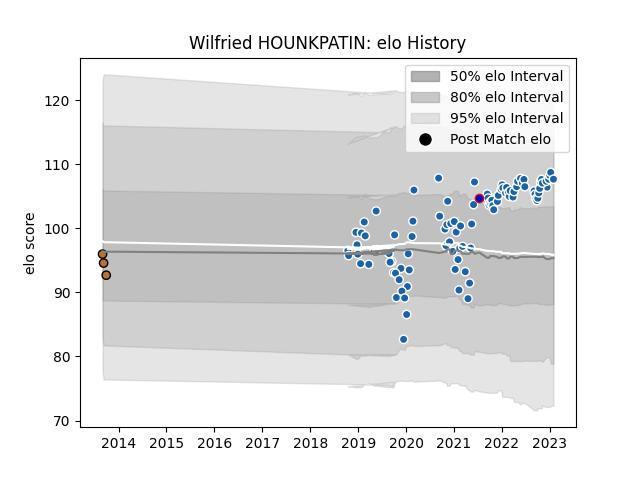 Wilfried HOUNKPATIN: elo History
50% elo Interval
80% elo Interval
95% elo Interval
Post Match elo
elo score
120
110
100
90
80
70
2014 2015 2016 2017 2018 2019 2020 2021 2022 2023